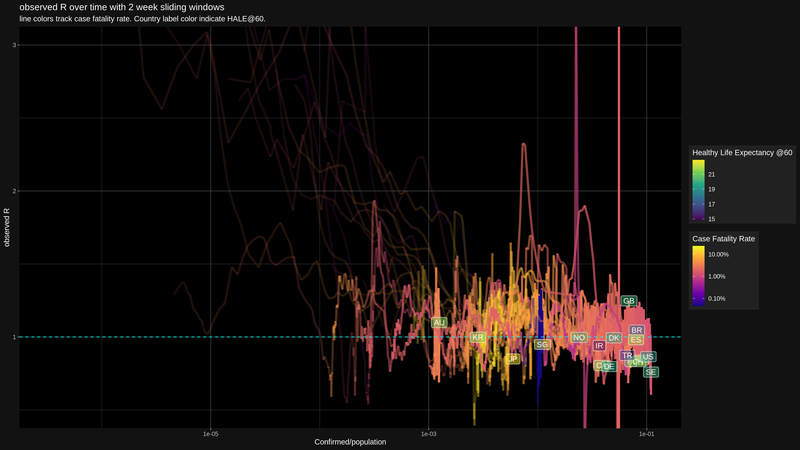 observed R over time with 2 week sliding windows
line colors track case fatality rate. Country label color indicate HALE@60.
3
2
1
observed R
1e-05
1e-03
1e-01
Confirmed/population
AU
KR
JP
SG
NO
IR
DK
GB
BR
ES
TR
US
DE
SE
Healthy Life Expectancy @60
21
19
17
15
Case Fatality Rate
10.00%
1.00%
0.10%